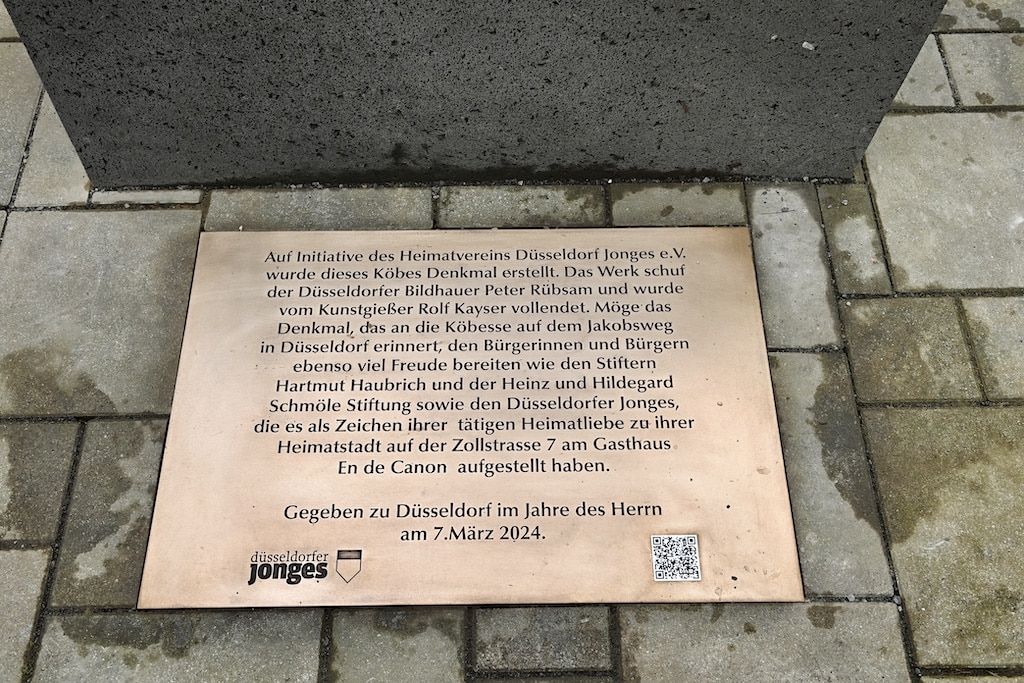 Auf Initiative des Heimatvereins Düsseldorf Jonges e.V.
wurde dieses Köbes Denkmal erstellt. Das Werk schuf
der Düsseldorfer Bildhauer Peter Rübsam und wurde
vom Kunstgießer Rolf Kayser vollendet. Möge das
Denkmal, das an die Köbesse auf dem Jakobsweg
in Düsseldorf erinnert, den Bürgerinnen und Bürgern
ebenso viel Freude bereiten wie den Stiftern
Hartmut Haubrich und der Heinz und Hildegard
Schmöle Stiftung sowie den Düsseldorfer Jonges,
die es als Zeichen ihrer tätigen Heimatliebe zu ihrer
Heimatstadt auf der Zollstrasse 7 am Gasthaus
En de Canon aufgestellt haben.
Gegeben zu Düsseldorf im Jahre des Herrn
am 7.März 2024.
düsseldorfer
jonges